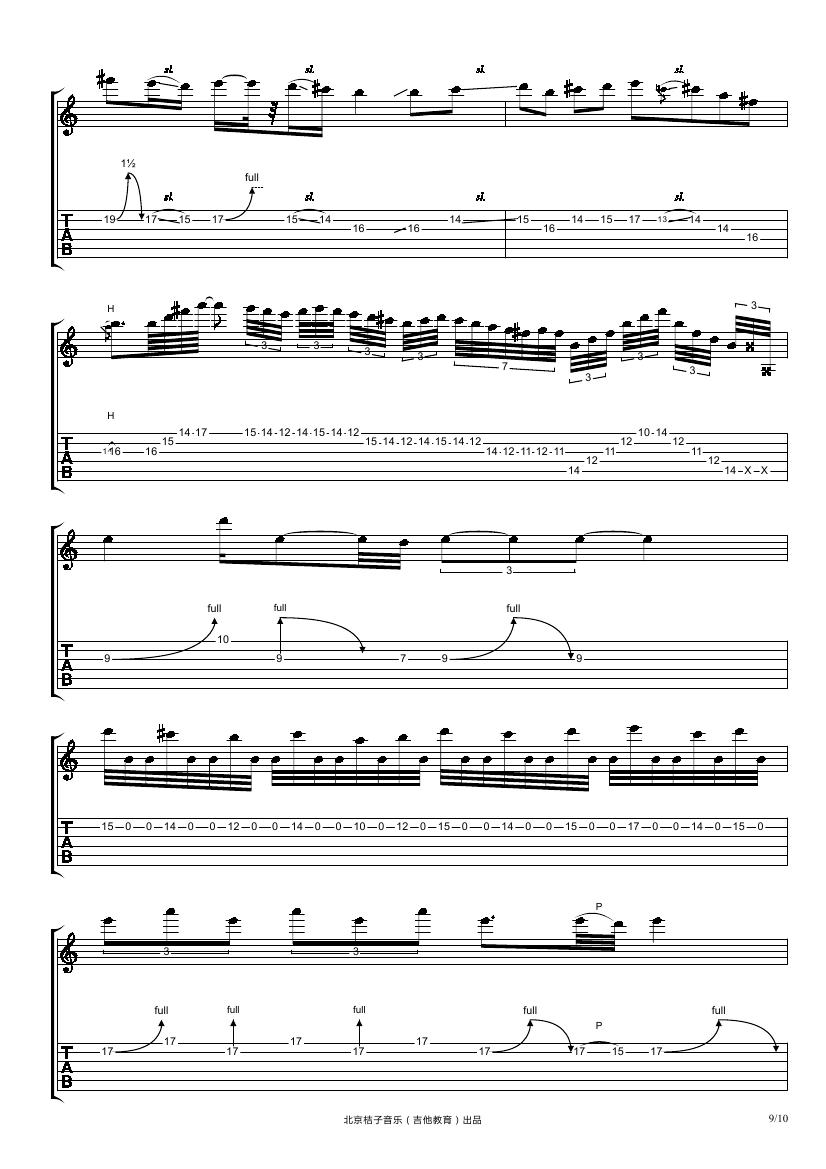 sl. sl. sl. sl.
1½
full
sl. sl. sl. sl.
T 19 17 15 17 15 14 14 15 14 15 17 13 14
A 16 16 16 14
B 16
H 3
3 3 3 3 7 3 3 3
H
14 17 15 14 12 14 15 14 12 10 14
T 15 15 14 12 14 15 14 12 12 12
A 16 16 14 12 11 12 11 11 11
12 12
B 14 14 X X
3
full full full
10
T
A 9 9 7 9 9
B
T 15 0 0 14 0 0 12 0 0 14 0 0 10 0 0 12 0 0 15 0 0 14 0 0 15 0 0 17 0 0 14 0 0 15 0
A
B
P
3 3
full full full full full
P
17 17 17
T 17 17 17 17 17 15 17
A
B
北京桔子音乐（吉他教育）出品
9/10